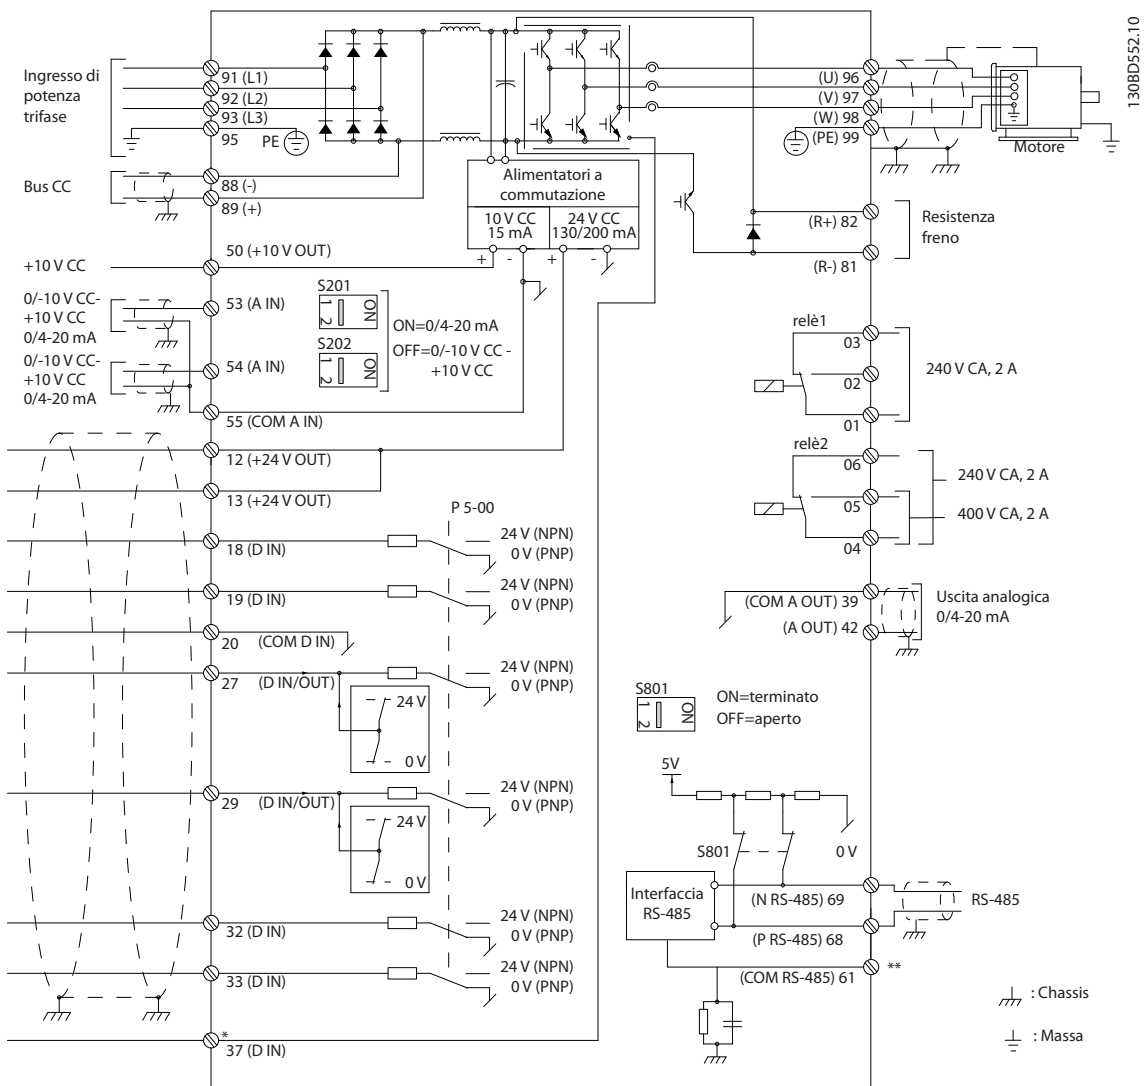 130BD552.10
Ingresso di
potenza
trifase
91 (L1)
92 (L2)
93 (L3)
95
PE
Bus CC
88 (-)
89 (+)
+10 V CC
50 (+10 V OUT)
0/-10 V CC-
+10 V CC
0/4-20 mA
53 (A IN)
0/-10 V CC-
+10 V CC
0/4-20 mA
54 (A IN)
55 (COM A IN)
12 (+24 V OUT)
13 (+24 V OUT)
18 (D IN)
19 (D IN)
20 (COM D IN)
27 (D IN/OUT)
29 (D IN/OUT)
32 (D IN)
33 (D IN)
*
37 (D IN)
Alimentatori a
commutazione
10 V CC
15 mA
24 V CC
130/200 mA
+ - + -
S201
1 2 ON
S202
1 2 ON
ON=0/4-20 mA
OFF=0/-10 V CC -
+10 V CC
P 5-00
24 V (NPN)
0 V (PNP)
24 V (NPN)
0 V (PNP)
24 V (NPN)
0 V (PNP)
24 V
0 V
24 V (NPN)
0 V (PNP)
24 V
0 V
24 V (NPN)
0 V (PNP)
24 V (NPN)
0 V (PNP)
(U) 96
(V) 97
(W) 98
(PE) 99
Motore
(R+) 82
(R-) 81
Resistenza
freno
relè1
03
02
01
240 V CA, 2 A
relè2
06
05
04
240 V CA, 2 A
400 V CA, 2 A
(COM A OUT) 39
(A OUT) 42
Uscita analogica
0/4-20 mA
S801
1 2 ON
ON=terminato
OFF=aperto
5V
S801
0 V
Interfaccia
RS-485
(N RS-485) 69
(P RS-485) 68
(COM RS-485) 61
**
RS-485
: Chassis
: Massa